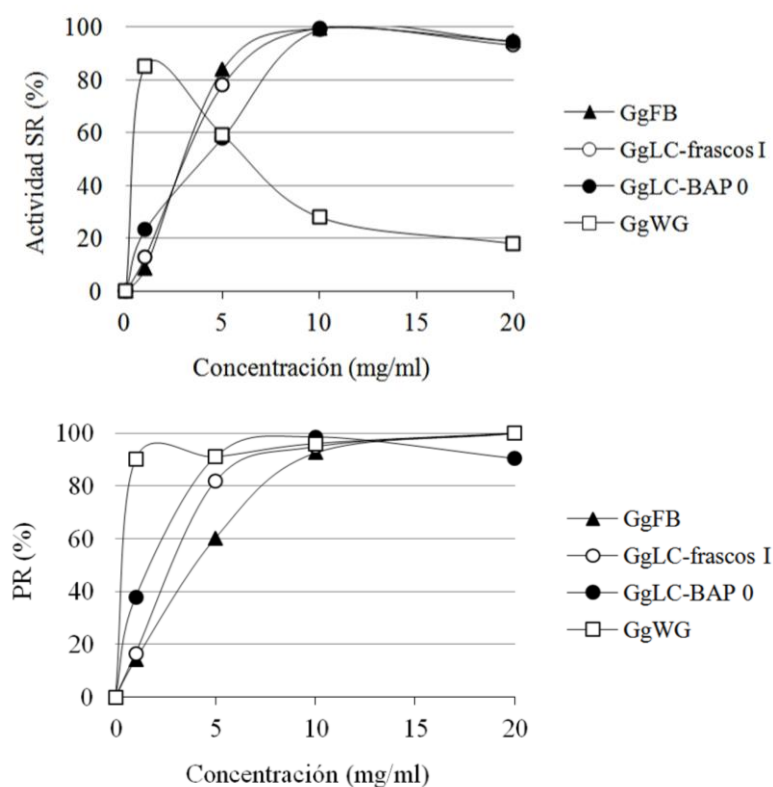 Actividad SR (%)
100
80
60
40
20
0
0 5 10 15 20
Concentración (mg/ml)
GgFB
GgLC-frascos I
GgLC-BAP 0
GgWG
PR (%)
100
80
60
40
20
0
0 5 10 15 20
Concentración (mg/ml)
GgFB
GgLC-frascos I
GgLC-BAP 0
GgWG